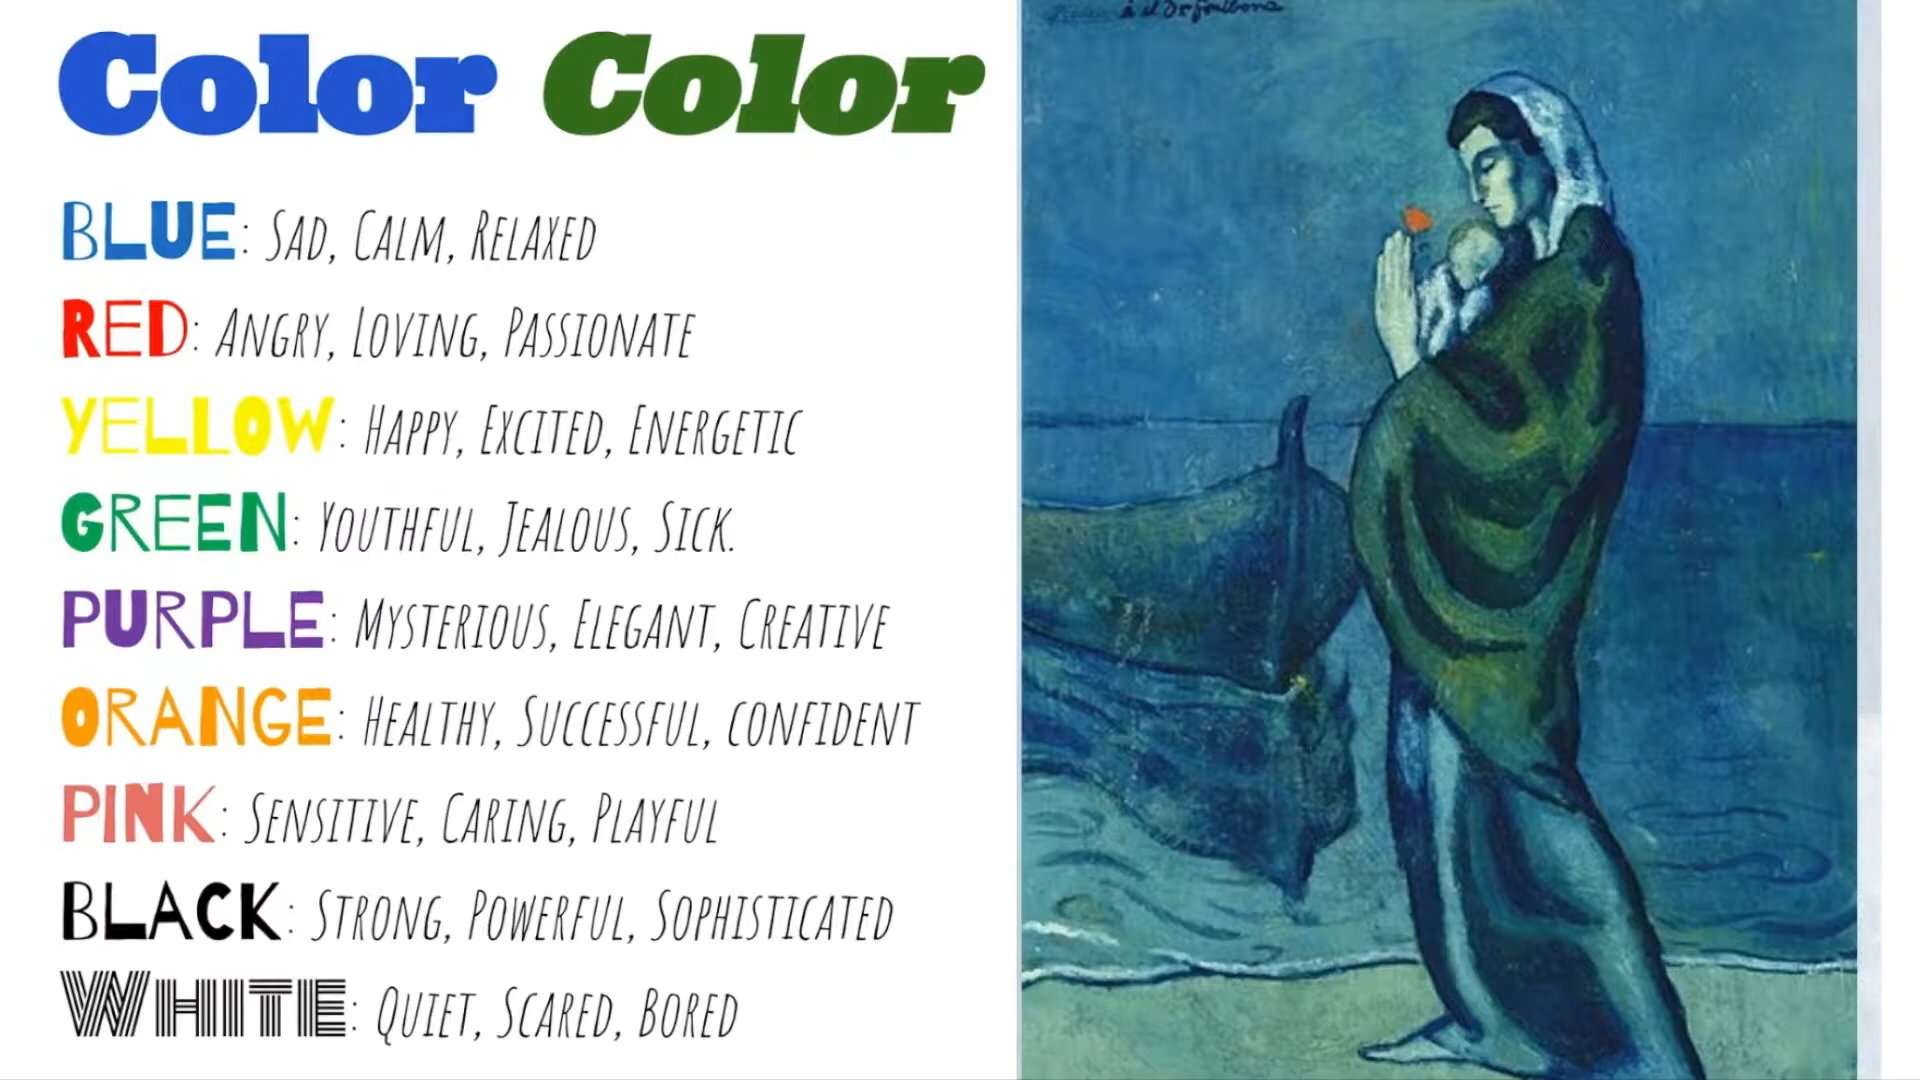 Color Color
BLUE: SAD, CALM, RELAXED
RED: ANGRY, LOVING, PASSIONATE
YELLOW: HAPPY, EXCITED, ENERGETIC
GREEN: YOUTHFUL, JEALOUS, SICK.
PURPLE: MYSTERIOUS, ELEGANT, CREATIVE
ORANGE: HEALTHY, SUCCESSFUL, CONFIDENT
PINK: SENSITIVE, CARING, PLAYFUL
BLACK: STRONG, POWERFUL, SOPHISTICATED
WHITE: QUIET, SCARED, BORED